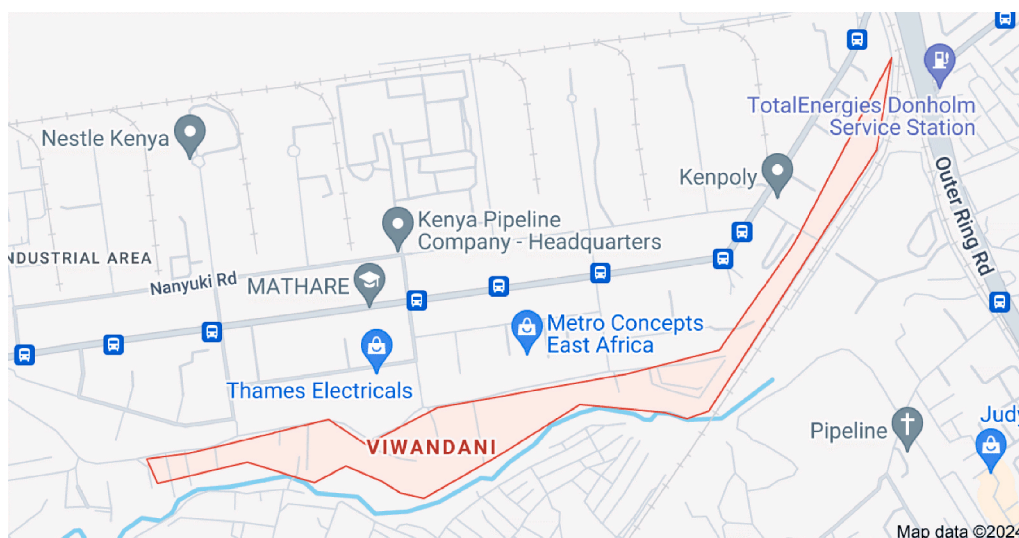 TotalEnergies Donholm
Service Station
Nestle Kenya
Kenpoly
Outer Ring Rd
Kenya Pipeline
Company - Headquarters
NDUSTRIAL AREA
Nanyuki Rd
MATHARE
Metro Concepts
East Africa
Thames Electricals
VIWANDANI
Pipeline
Judy
Map data ©2024